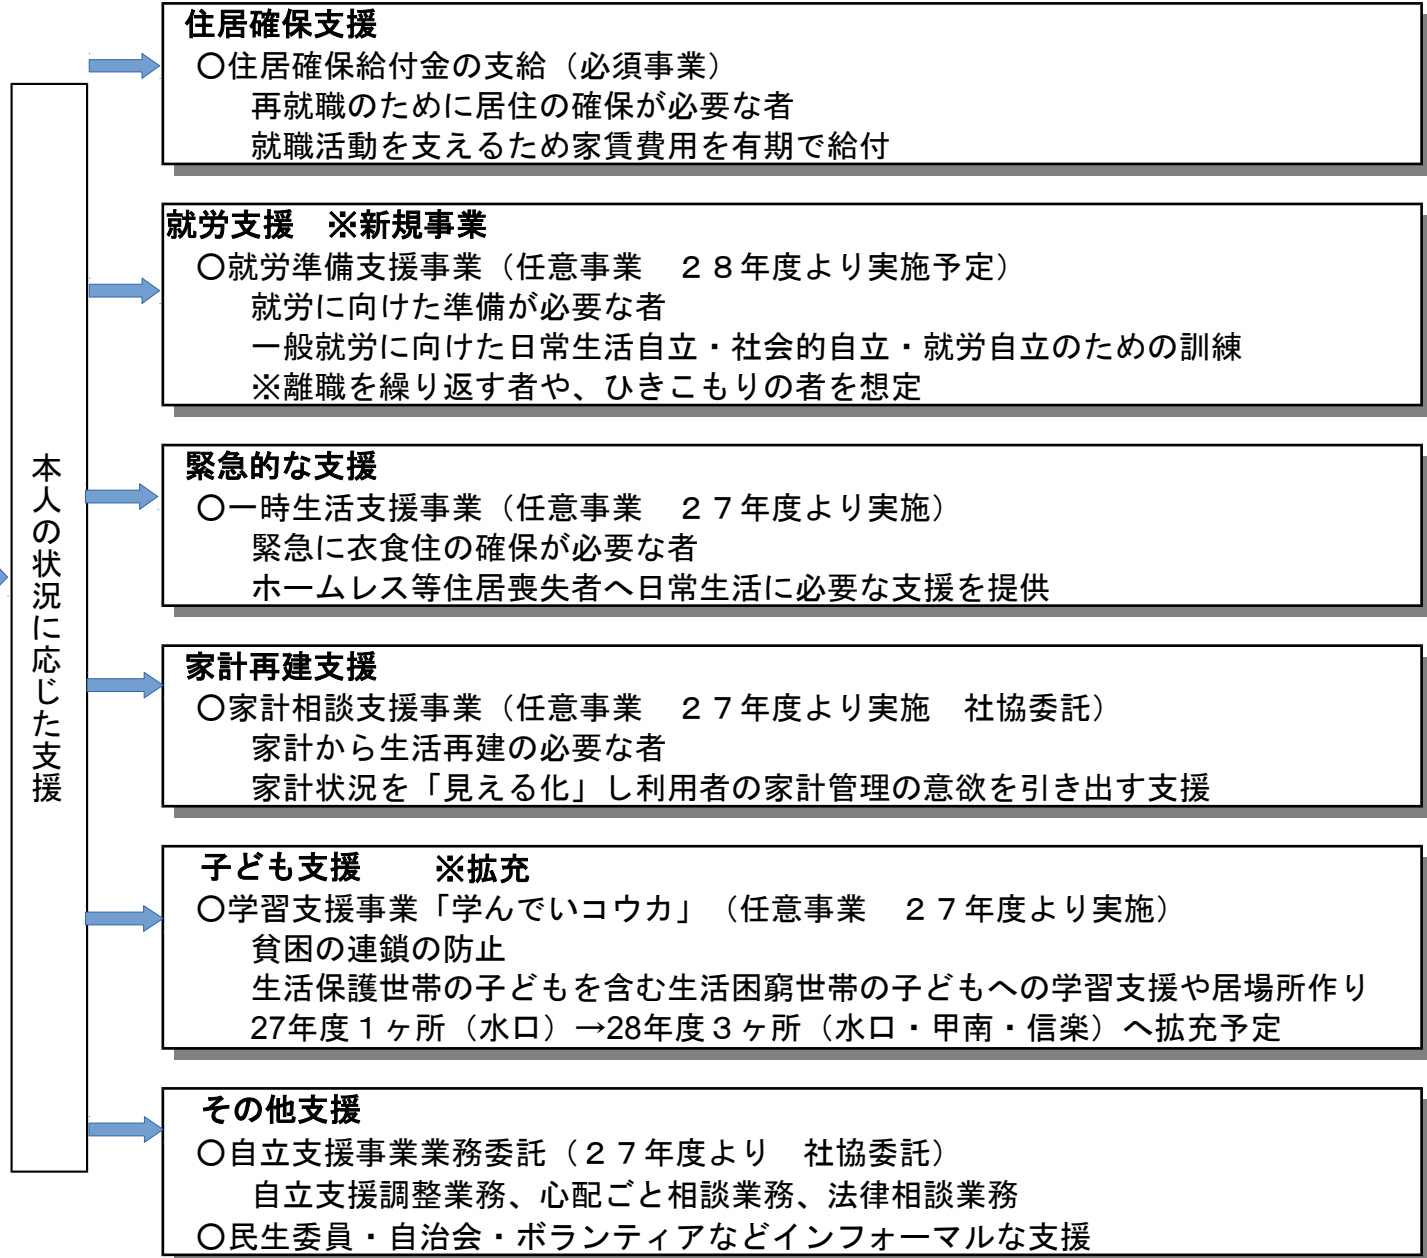 本人の状況に応じた支援
住居確保支援
〇住居確保給付金の支給（必須事業）
再就職のために居住の確保が必要な者
就職活動を支えるため家賃費用を有期で給付
就労支援　※新規事業
〇就労準備支援事業（任意事業　２８年度より実施予定）
就労に向けた準備が必要な者
一般就労に向けた日常生活自立・社会的自立・就労自立のための訓練
※離職を繰り返す者や、ひきこもりの者を想定
緊急的な支援
〇一時生活支援事業（任意事業　２７年度より実施）
緊急に衣食住の確保が必要な者
ホームレス等住居喪失者へ日常生活に必要な支援を提供
家計再建支援
〇家計相談支援事業（任意事業　２７年度より実施　社協委託）
家計から生活再建の必要な者
家計状況を「見える化」し利用者の家計管理の意欲を引き出す支援
子ども支援　　※拡充
〇学習支援事業「学んでいコウカ」（任意事業　２７年度より実施）
貧困の連鎖の防止
生活保護世帯の子どもを含む生活困窮世帯の子どもへの学習支援や居場所作り
27年度１ヶ所（水口）→28年度３ヶ所（水口・甲南・信楽）へ拡充予定
その他支援
〇自立支援事業業務委託（２７年度より　社協委託）
自立支援調整業務、心配ごと相談業務、法律相談業務
〇民生委員・自治会・ボランティアなどインフォーマルな支援